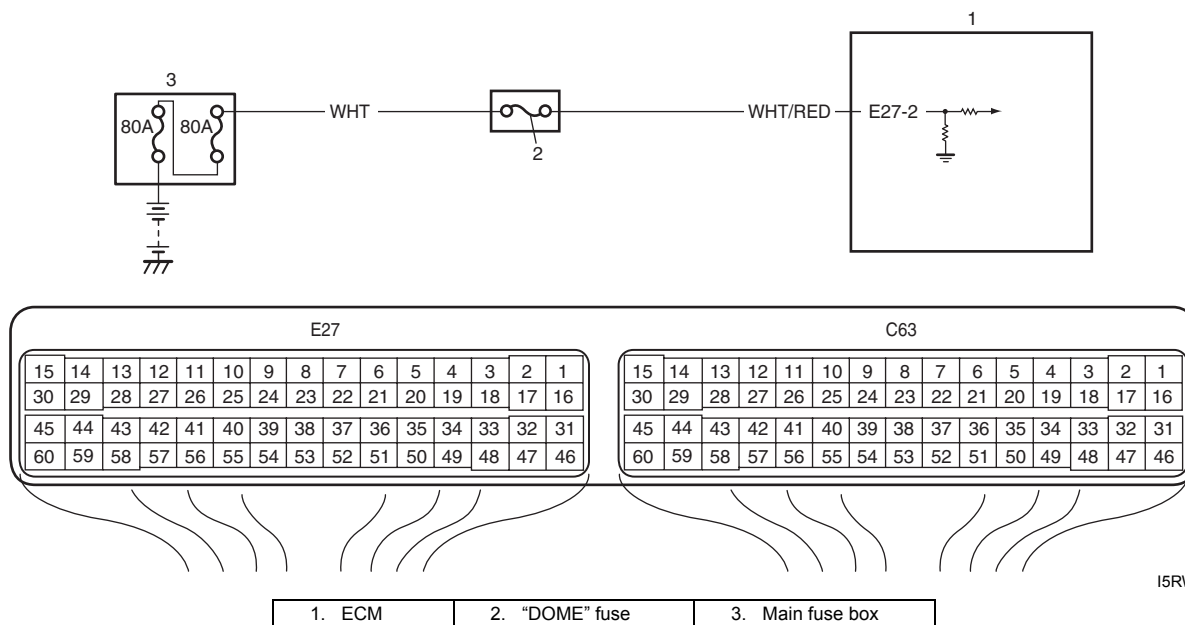 1
3
80A 80A WHT WHT/RED E27-2
2
E27 C63
15 14 13 12 11 10 9 8 7 6 5 4 3 2 1 15 14 13 12 11 10 9 8 7 6 5 4 3 2 1
30 29 28 27 26 25 24 23 22 21 20 19 18 17 16 30 29 28 27 26 25 24 23 22 21 20 19 18 17 16
45 44 43 42 41 40 39 38 37 36 35 34 33 32 31 45 44 43 42 41 40 39 38 37 36 35 34 33 32 31
60 59 58 57 56 55 54 53 52 51 50 49 48 47 46 60 59 58 57 56 55 54 53 52 51 50 49 48 47 46
1. ECM 2. “DOME” fuse 3. Main fuse box